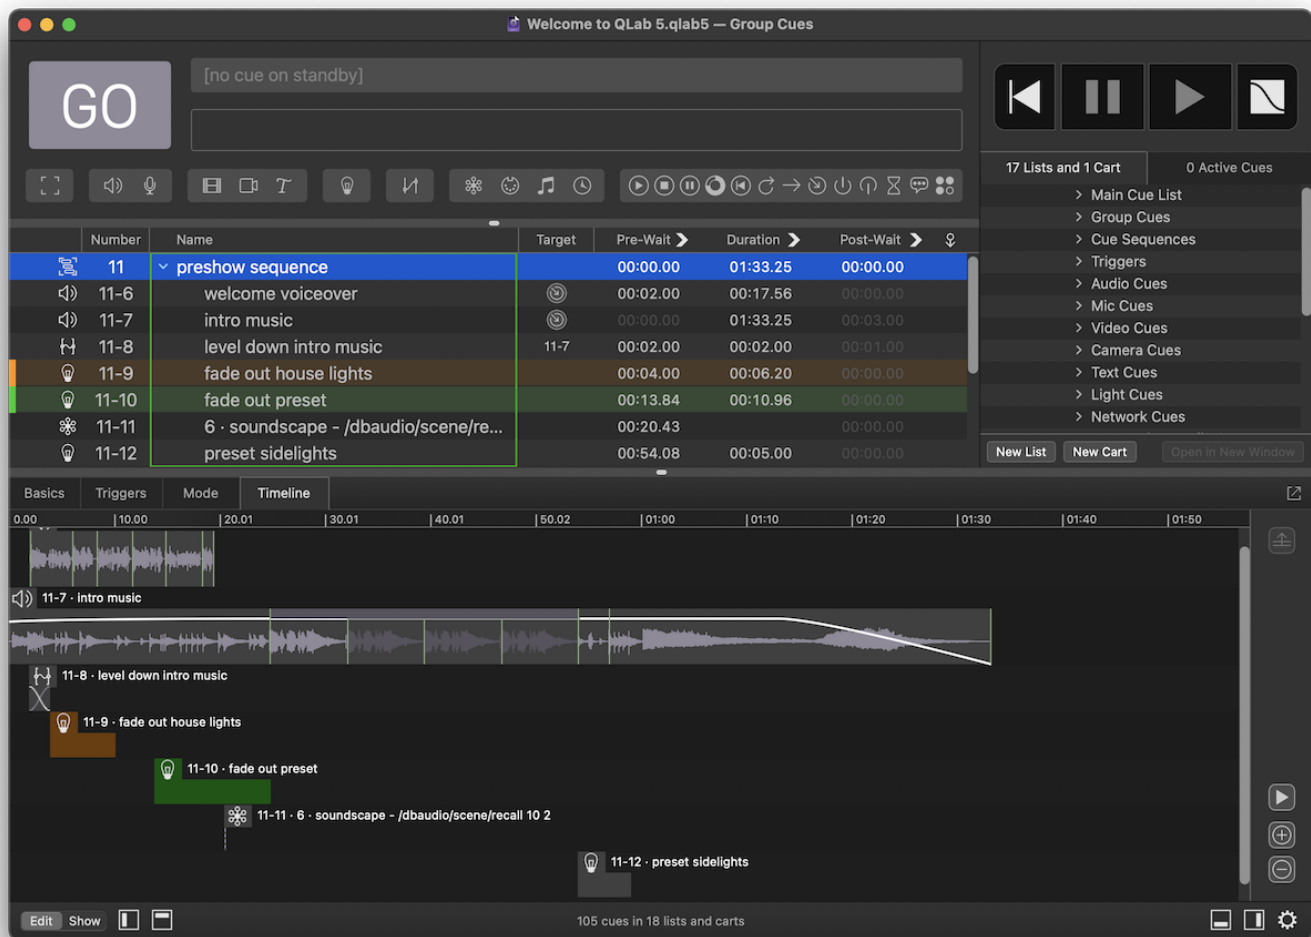 Welcome to QLab 5.qlab5 — Group Cues
GO
[no cue on standby]
17 Lists and 1 Cart
0 Active Cues
Main Cue List
Group Cues
Cue Sequences
Triggers
Audio Cues
Mic Cues
Video Cues
Camera Cues
Text Cues
Light Cues
Network Cues
New List New Cart Open in New Window
Number Name Target Pre-Wait Duration Post-Wait
11 preshow sequence 00:00.00 01:33.25 00:00.00
11-6 welcome voiceover 00:02.00 00:17.56 00:00.00
11-7 intro music 00:00.00 01:33.25 00:03.00
11-8 level down intro music 11-7 00:02.00 00:02.00 00:01.00
11-9 fade out house lights 00:04.00 00:06.20 00:00.00
11-10 fade out preset 00:13.84 00:10.96 00:00.00
11-11 6 · soundscape - /dbaudio/scene/re... 00:20.43 00:00.00
11-12 preset sidelights 00:54.08 00:05.00 00:00.00
Basics Triggers Mode Timeline
0.00 10.00 20.01 30.01 40.01 50.02 01:00 01:10 01:20 01:30 01:40 01:50
11-7 · intro music
11-8 · level down intro music
11-9 · fade out house lights
11-10 · fade out preset
11-11 · 6 · soundscape - /dbaudio/scene/recall 10 2
11-12 · preset sidelights
Edit Show
105 cues in 18 lists and carts